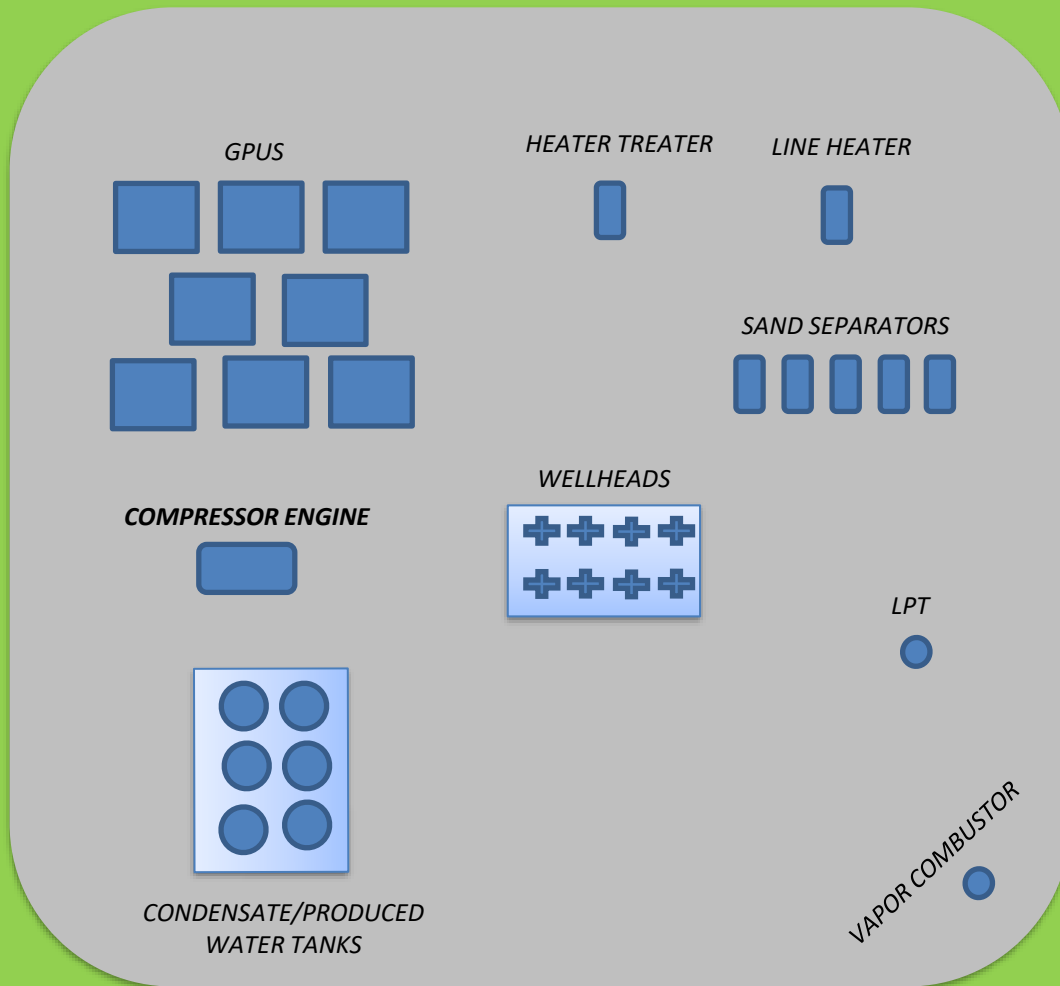 GPUS
HEATER TREATER
LINE HEATER
SAND SEPARATORS
WELLHEADS
COMPRESSOR ENGINE
LPT
VAPOR COMBUSTOR
CONDENSATE/PRODUCED
WATER TANKS